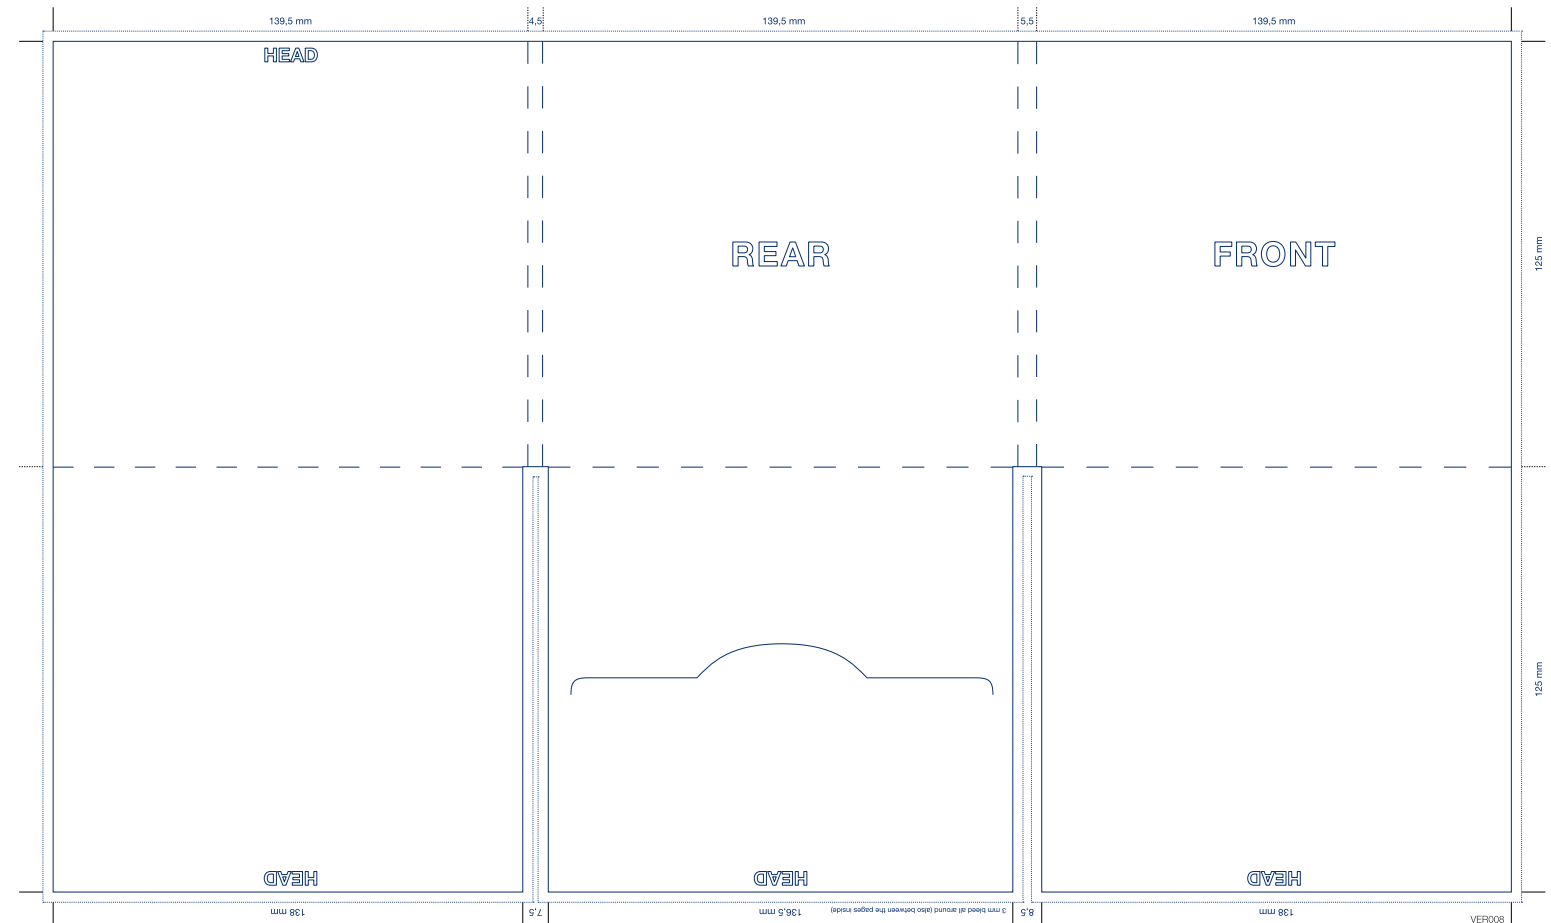 139,5 mm 4,5 139,5 mm 5,5 139,5 mm
HEAD
REAR FRONT
125 mm
125 mm
HEAD HEAD HEAD
138 mm 7,5 136,5 mm 3 mm bleed all around (also between the pages inside) 8,5 138 mm
VER008